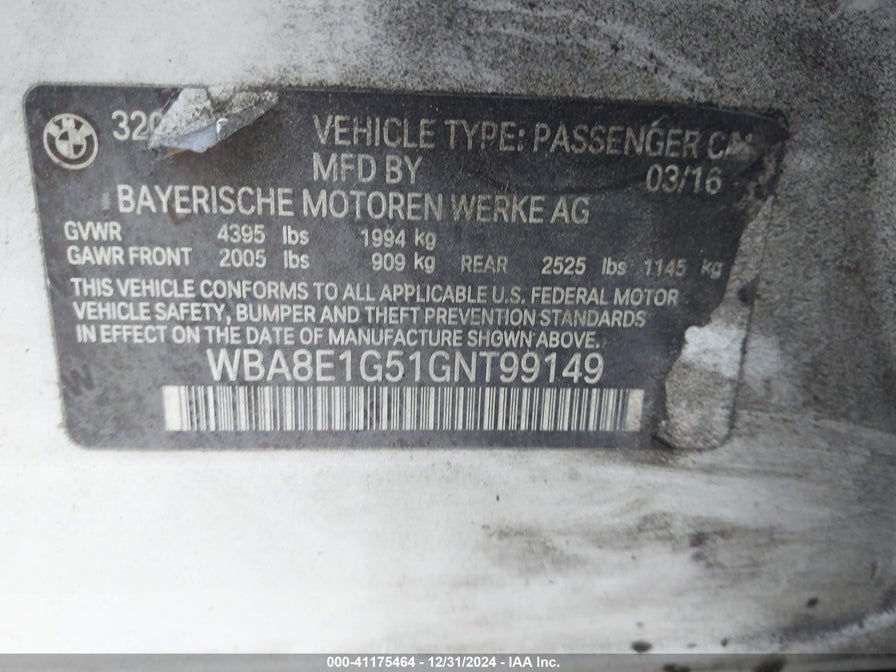 VEHICLE TYPE: PASSENGER
MFD BY 03/16
BAYERISCHE MOTOREN WERKE AG
GVWR 4395 lbs 1994 kg
GAWR FRONT 2005 lbs 909 kg REAR 2525 lbs 1145 kg
THIS VEHICLE CONFORMS TO ALL APPLICABLE U.S. FEDERAL MOTOR
VEHICLE SAFETY, BUMPER AND THEFT PREVENTION STANDARDS
IN EFFECT ON THE DATE OF MANUFACTURE SHOWN ABOVE.
WBA8E1G51GNT99149
000-41175464 - 12/31/2024 - IAA Inc.